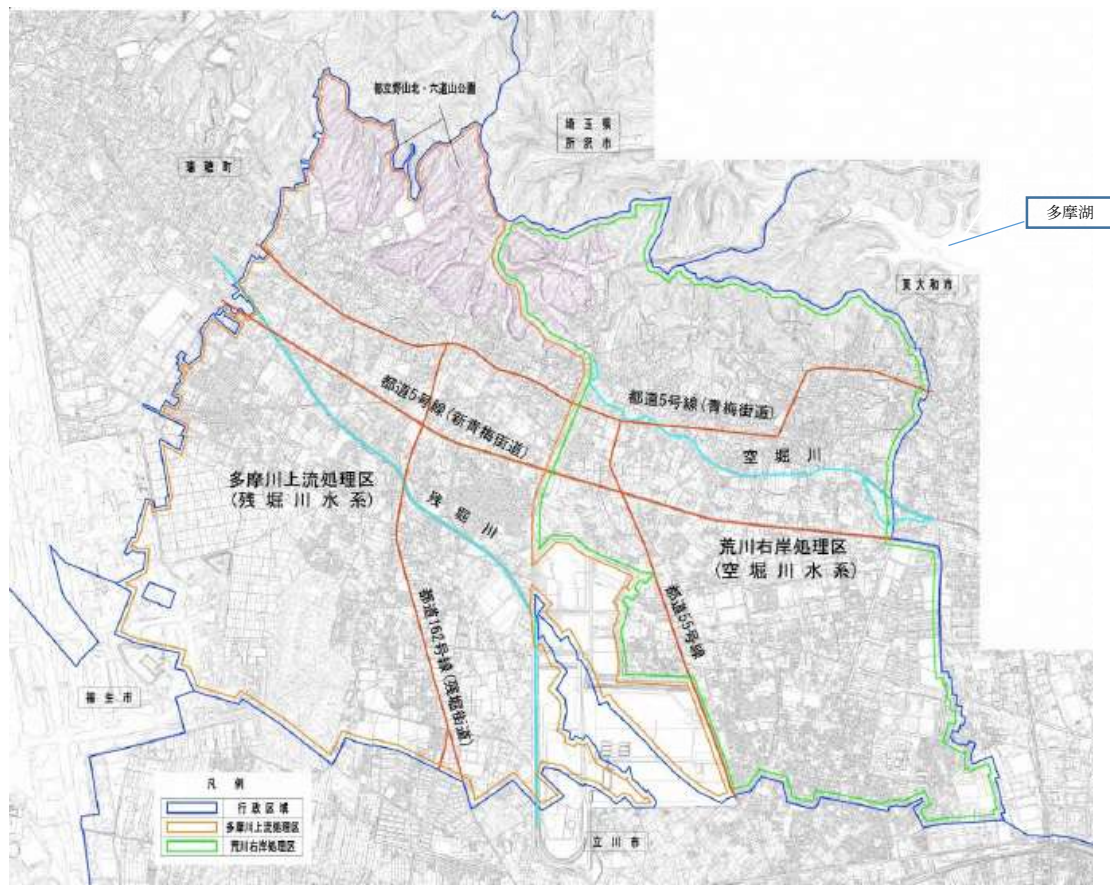 都立野山北・六道山公園
埼玉県
所沢市
瑞穂町
多摩湖
東大和市
都道5号線(新青梅街道)
都道5号線(青梅街道)
空堀川
多摩川上流処理区
(残堀川水系)
残堀川
荒川右岸処理区
(空堀川水系)
都道162号線(残堀街道)
都道55号線
福生市
立川市
凡例
行政区域
多摩川上流処理区
荒川右岸処理区